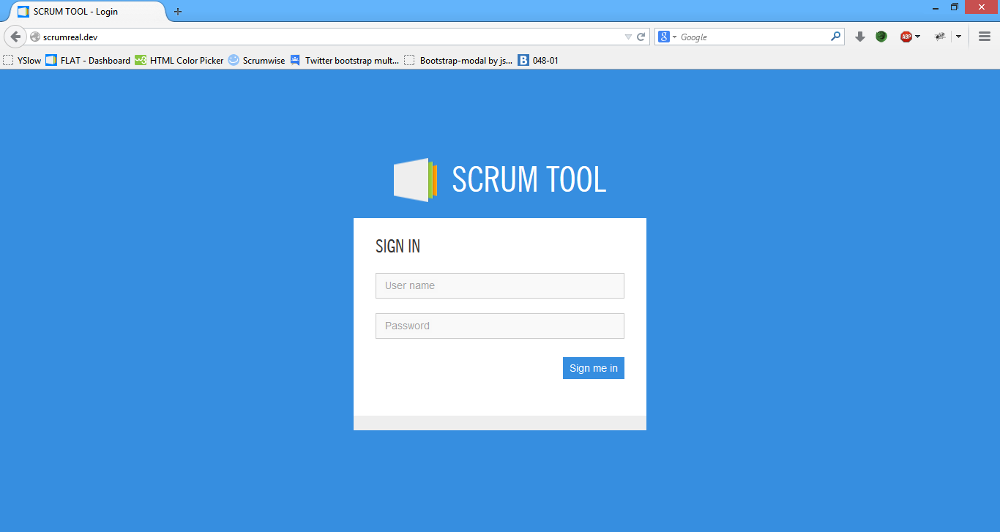 SCRUM TOOL - Login
scrumreal.dev
Google
YSlow FLAT - Dashboard HTML Color Picker Scrumwise Twitter bootstrap mult... Bootstrap-modal by js... 048-01
SCRUM TOOL
SIGN IN
User name
Password
Sign me in